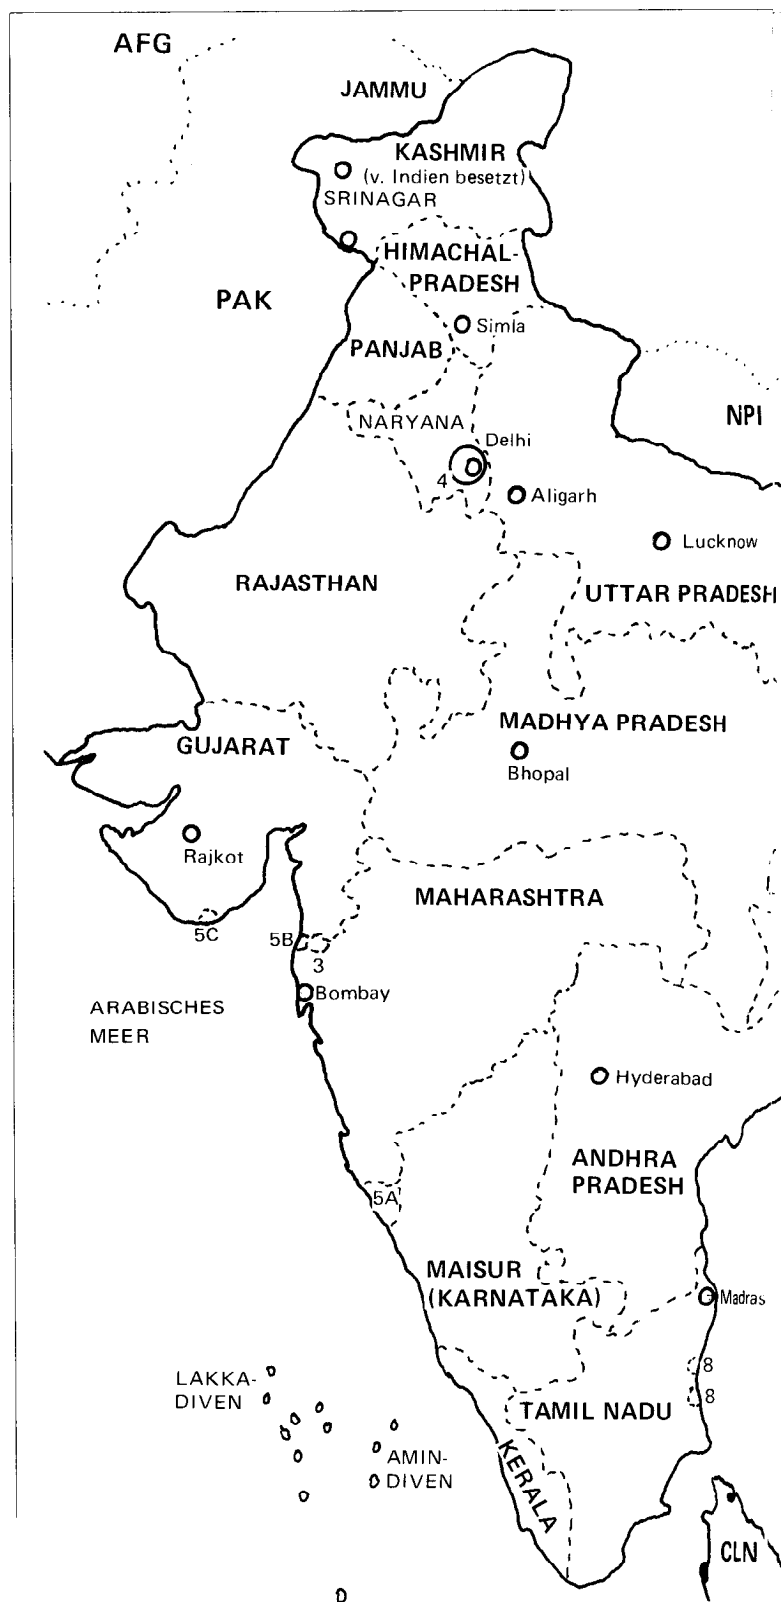 AFG
JAMMU
KASHMIR
(v. Indien besetzt)
SRINAGAR
HIMACHAL-
PRADESH
PAK
Simla
PANJAB
NPI
NARYANA
Delhi
4
Aligarh
Lucknow
RAJASTHAN
UTTAR PRADESH
MADHYA PRADESH
GUJARAT
Bhopal
Rajkot
MAHARASHTRA
5C
5B
3
Bombay
ARABISCHES
MEER
Hyderabad
ANDHRA
PRADESH
5A
MAISUR
(KARNATAKA)
Madras
8
LAKKA-
DIVEN
8
TAMIL NADU
AMIN-
DIVEN
KERALA
CLN